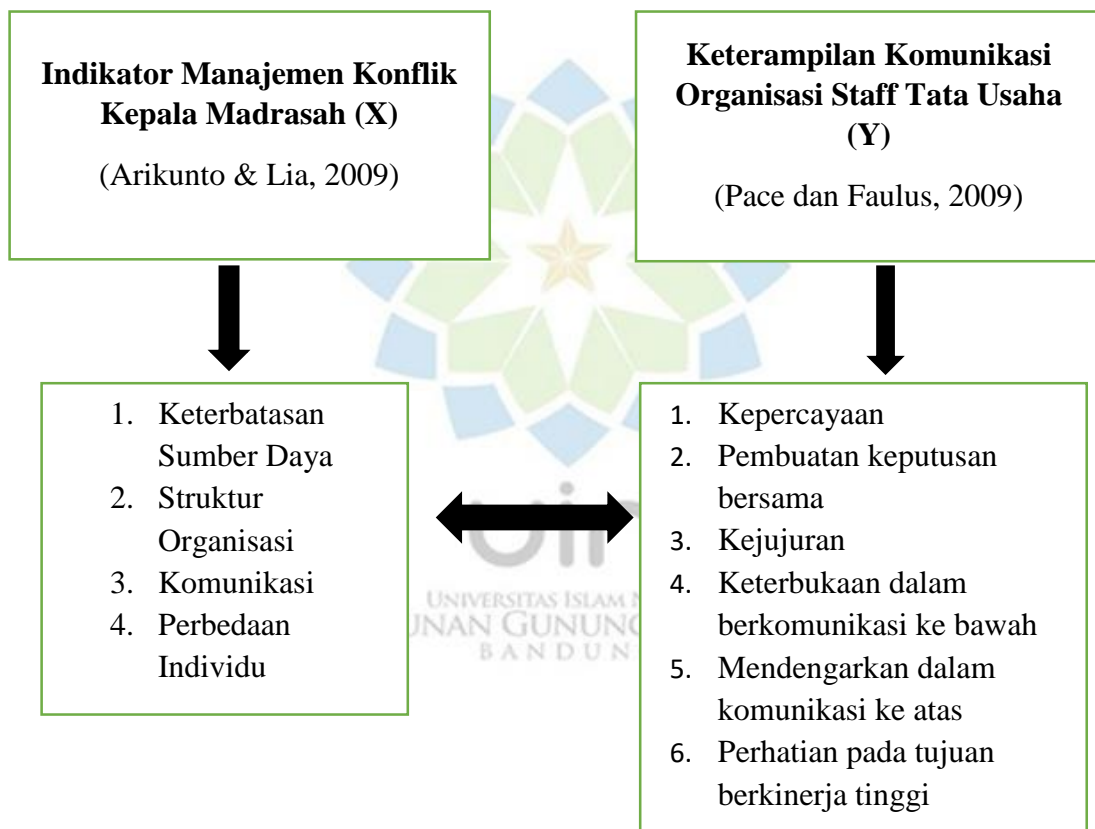 Indikator Manajemen Konflik
Kepala Madrasah (X)
(Arikunto & Lia, 2009)
Keterampilan Komunikasi
Organisasi Staff Tata Usaha
(Y)
(Pace dan Faulus, 2009)
1. Keterbatasan
Sumber Daya
2. Struktur
Organisasi
3. Komunikasi
4. Perbedaan
Individu
1. Kepercayaan
2. Pembuatan keputusan
bersama
3. Kejujuran
4. Keterbukaan dalam
berkomunikasi ke bawah
5. Mendengarkan dalam
komunikasi ke atas
6. Perhatian pada tujuan
berkinerja tinggi
UNIVERSITAS ISLAM